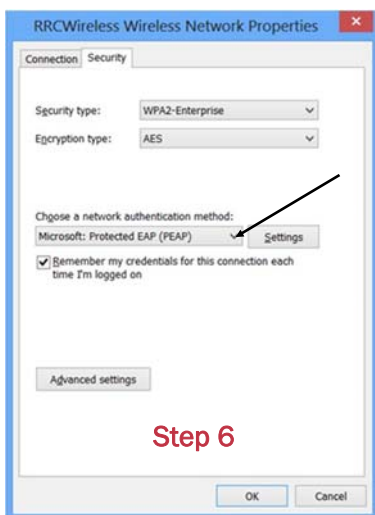 RRCWireless Wireless Network Properties
Connection Security
Security type: WPA2-Enterprise
Encryption type: AES
Choose a network authentication method:
Microsoft: Protected EAP (PEAP) Settings
Remember my credentials for this connection each
time I'm logged on
Advanced settings
Step 6
OK Cancel